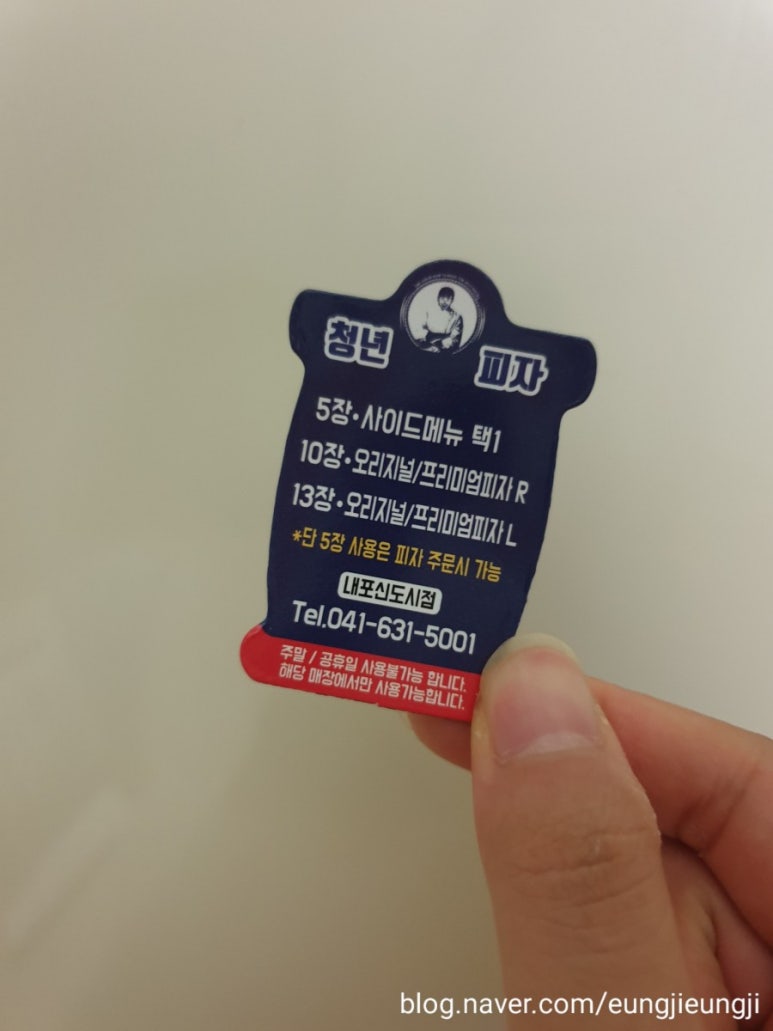 청년 피자
5장·사이드메뉴 택1
10장·오리지널/프리미엄피자 R
13장·오리지널/프리미엄피자 L
*단 5장 사용은 피자 주문시 가능
내포신도시점
Tel.041-631-5001
주말 / 공휴일 사용불가능 합니다.
해당 매장에서만 사용가능합니다.
blog.naver.com/eungjieungji